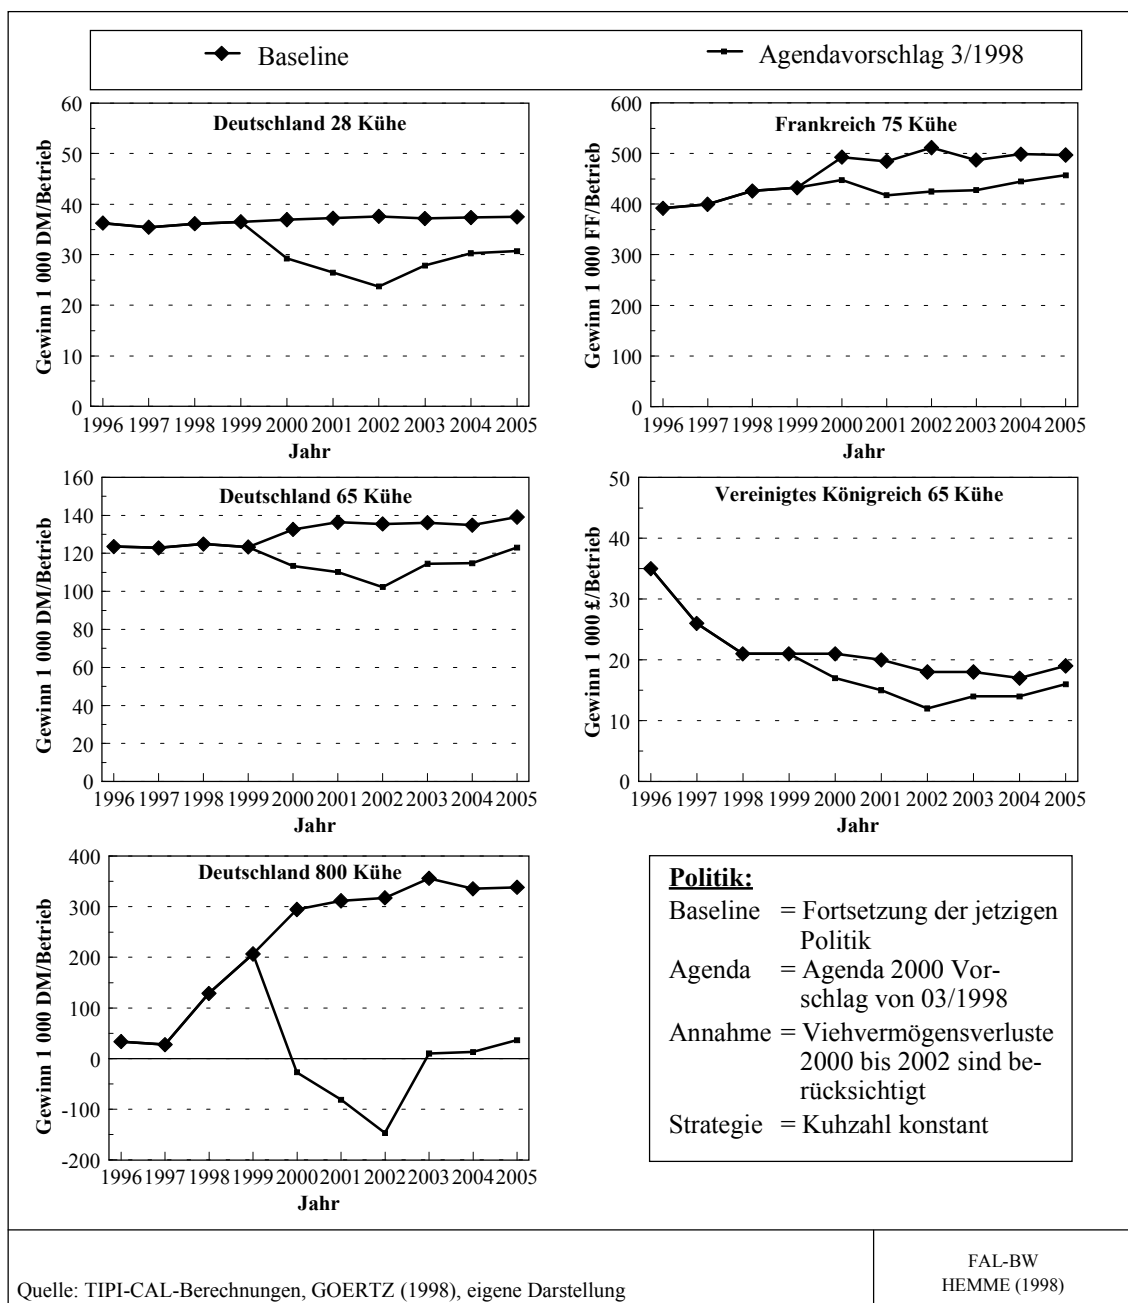 Baseline
Agendavorschlag 3/1998
Deutschland 28 Kühe
Gewinn 1 000 DM/Betrieb
60
50
40
30
20
10
0
1996 1997 1998 1999 2000 2001 2002 2003 2004 2005
Jahr
Frankreich 75 Kühe
Gewinn 1 000 FF/Betrieb
600
500
400
300
200
100
0
1996 1997 1998 1999 2000 2001 2002 2003 2004 2005
Jahr
Deutschland 65 Kühe
Gewinn 1 000 DM/Betrieb
160
140
120
100
80
60
40
20
0
1996 1997 1998 1999 2000 2001 2002 2003 2004 2005
Jahr
Vereinigtes Königreich 65 Kühe
Gewinn 1 000 £/Betrieb
50
40
30
20
10
0
1996 1997 1998 1999 2000 2001 2002 2003 2004 2005
Jahr
Deutschland 800 Kühe
Gewinn 1 000 DM/Betrieb
400
300
200
100
0
-100
-200
1996 1997 1998 1999 2000 2001 2002 2003 2004 2005
Jahr
Politik:
Baseline = Fortsetzung der jetzigen
Politik
Agenda = Agenda 2000 Vor-
schlag von 03/1998
Annahme = Viehvermögensverluste
2000 bis 2002 sind be-
rücksichtigt
Strategie = Kuhzahl konstant
Quelle: TIPI-CAL-Berechnungen, GOERTZ (1998), eigene Darstellung
FAL-BW
HEMME (1998)